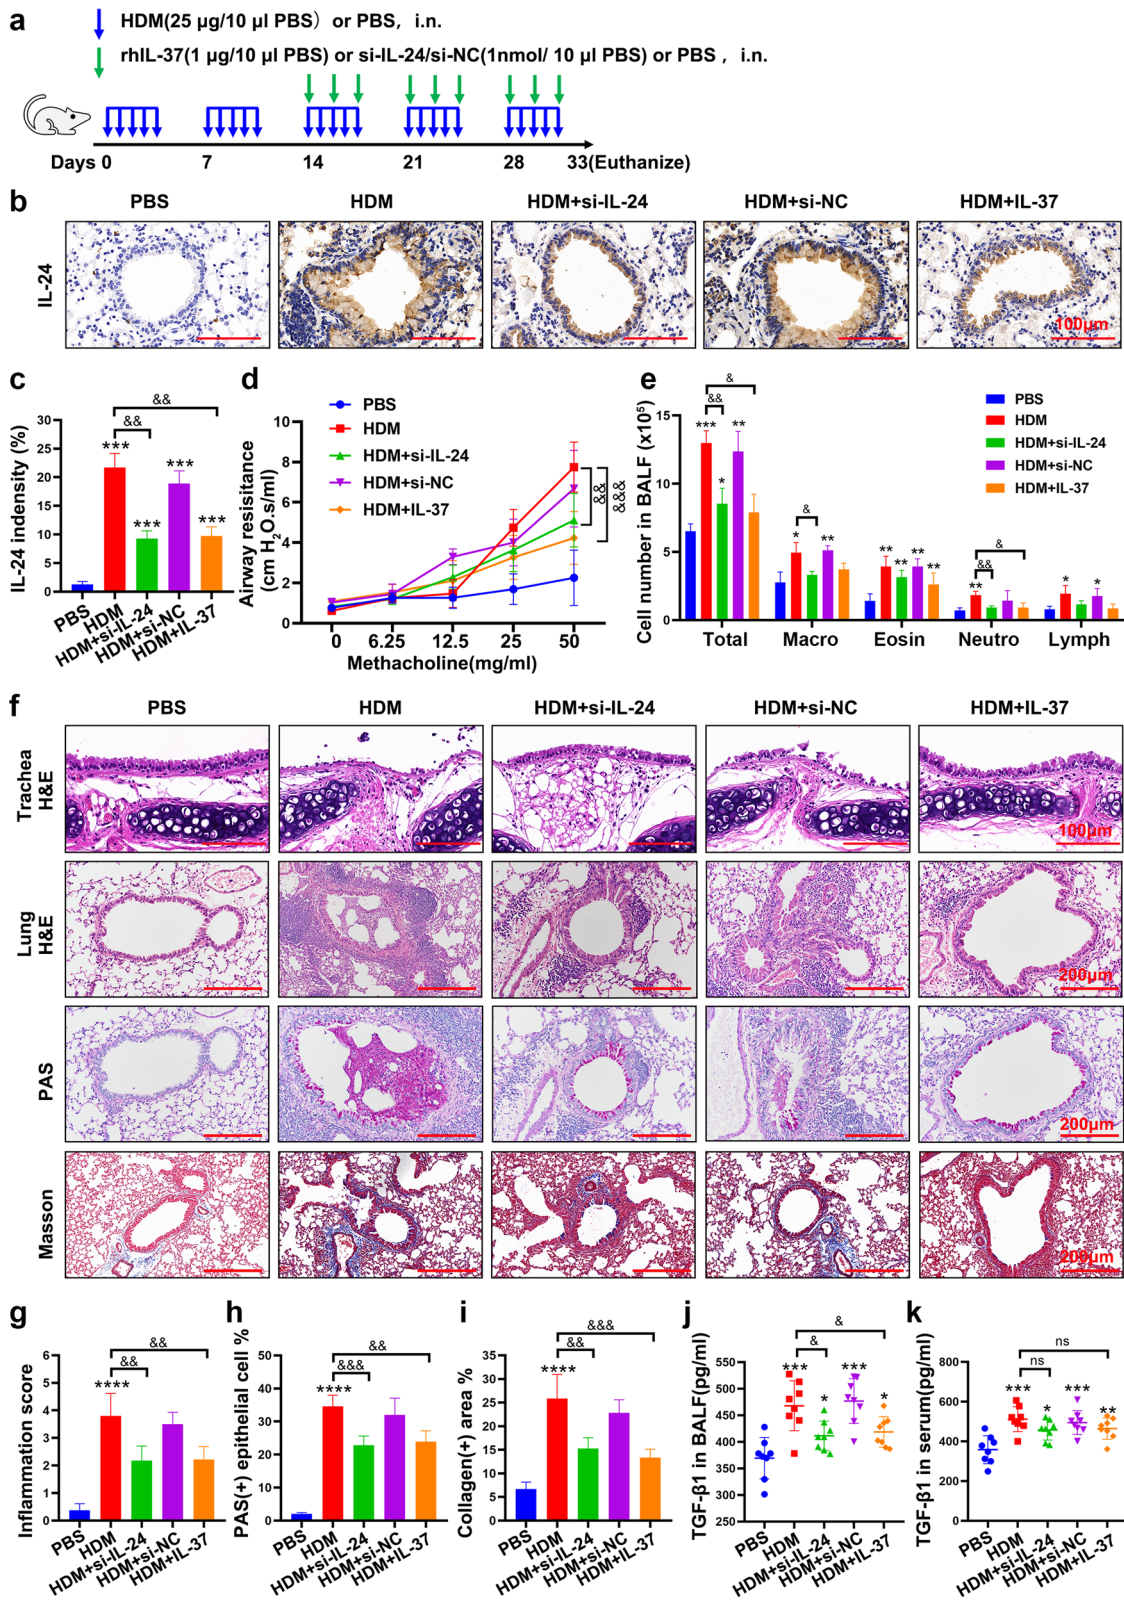 a
HDM(25 μg/10 μl PBS）or PBS, i.n.
rhIL-37(1 μg/10 μl PBS) or si-IL-24/si-NC(1nmol/ 10 μl PBS) or PBS , i.n.
Days 0 7 14 21 28 33(Euthanize)
b
PBS HDM HDM+si-IL-24 HDM+si-NC HDM+IL-37
IL-24
100μm
c
IL-24 indensity (%)
30
25
20
15
10
5
0
&&
&&
*** *** *** ***
PBS HDM HDM+si-IL-24 HDM+si-NC HDM+IL-37
d
Airway resisitance
(cm H2O.s/ml)
10
8
6
4
2
0
PBS
HDM
HDM+si-IL-24
HDM+si-NC
HDM+IL-37
&&
&&&
0 6.25 12.5 25 50
Methacholine(mg/ml)
e
Cell number in BALF (x10⁵)
15
10
5
0
PBS
HDM
HDM+si-IL-24
HDM+si-NC
HDM+IL-37
&
&&
*** * **
&
* **
** ** ** **
&
&&
**
* *
Total Macro Eosin Neutro Lymph
f
PBS HDM HDM+si-IL-24 HDM+si-NC HDM+IL-37
Trachea
H&E
100μm
Lung
H&E
200μm
PAS
200μm
Masson
200μm
g
Inflammation score
6
5
4
3
2
1
0
&&
&&
****
PBS HDM HDM+si-IL-24 HDM+si-NC HDM+IL-37
h
PAS(+) epithelial cell %
50
40
30
20
10
0
&&
&&&
****
PBS HDM HDM+si-IL-24 HDM+si-NC HDM+IL-37
i
Collagen(+) area %
35
30
25
20
15
10
5
0
&&&
&&
****
PBS HDM HDM+si-IL-24 HDM+si-NC HDM+IL-37
j
TGF-β1 in BALF(pg/ml)
550
500
450
400
350
300
250
&
&
*** * *** *
PBS HDM HDM+si-IL-24 HDM+si-NC HDM+IL-37
k
TGF-β1 in serum(pg/ml)
800
600
400
200
0
ns
ns
*** * *** **
PBS HDM HDM+si-IL-24 HDM+si-NC HDM+IL-37